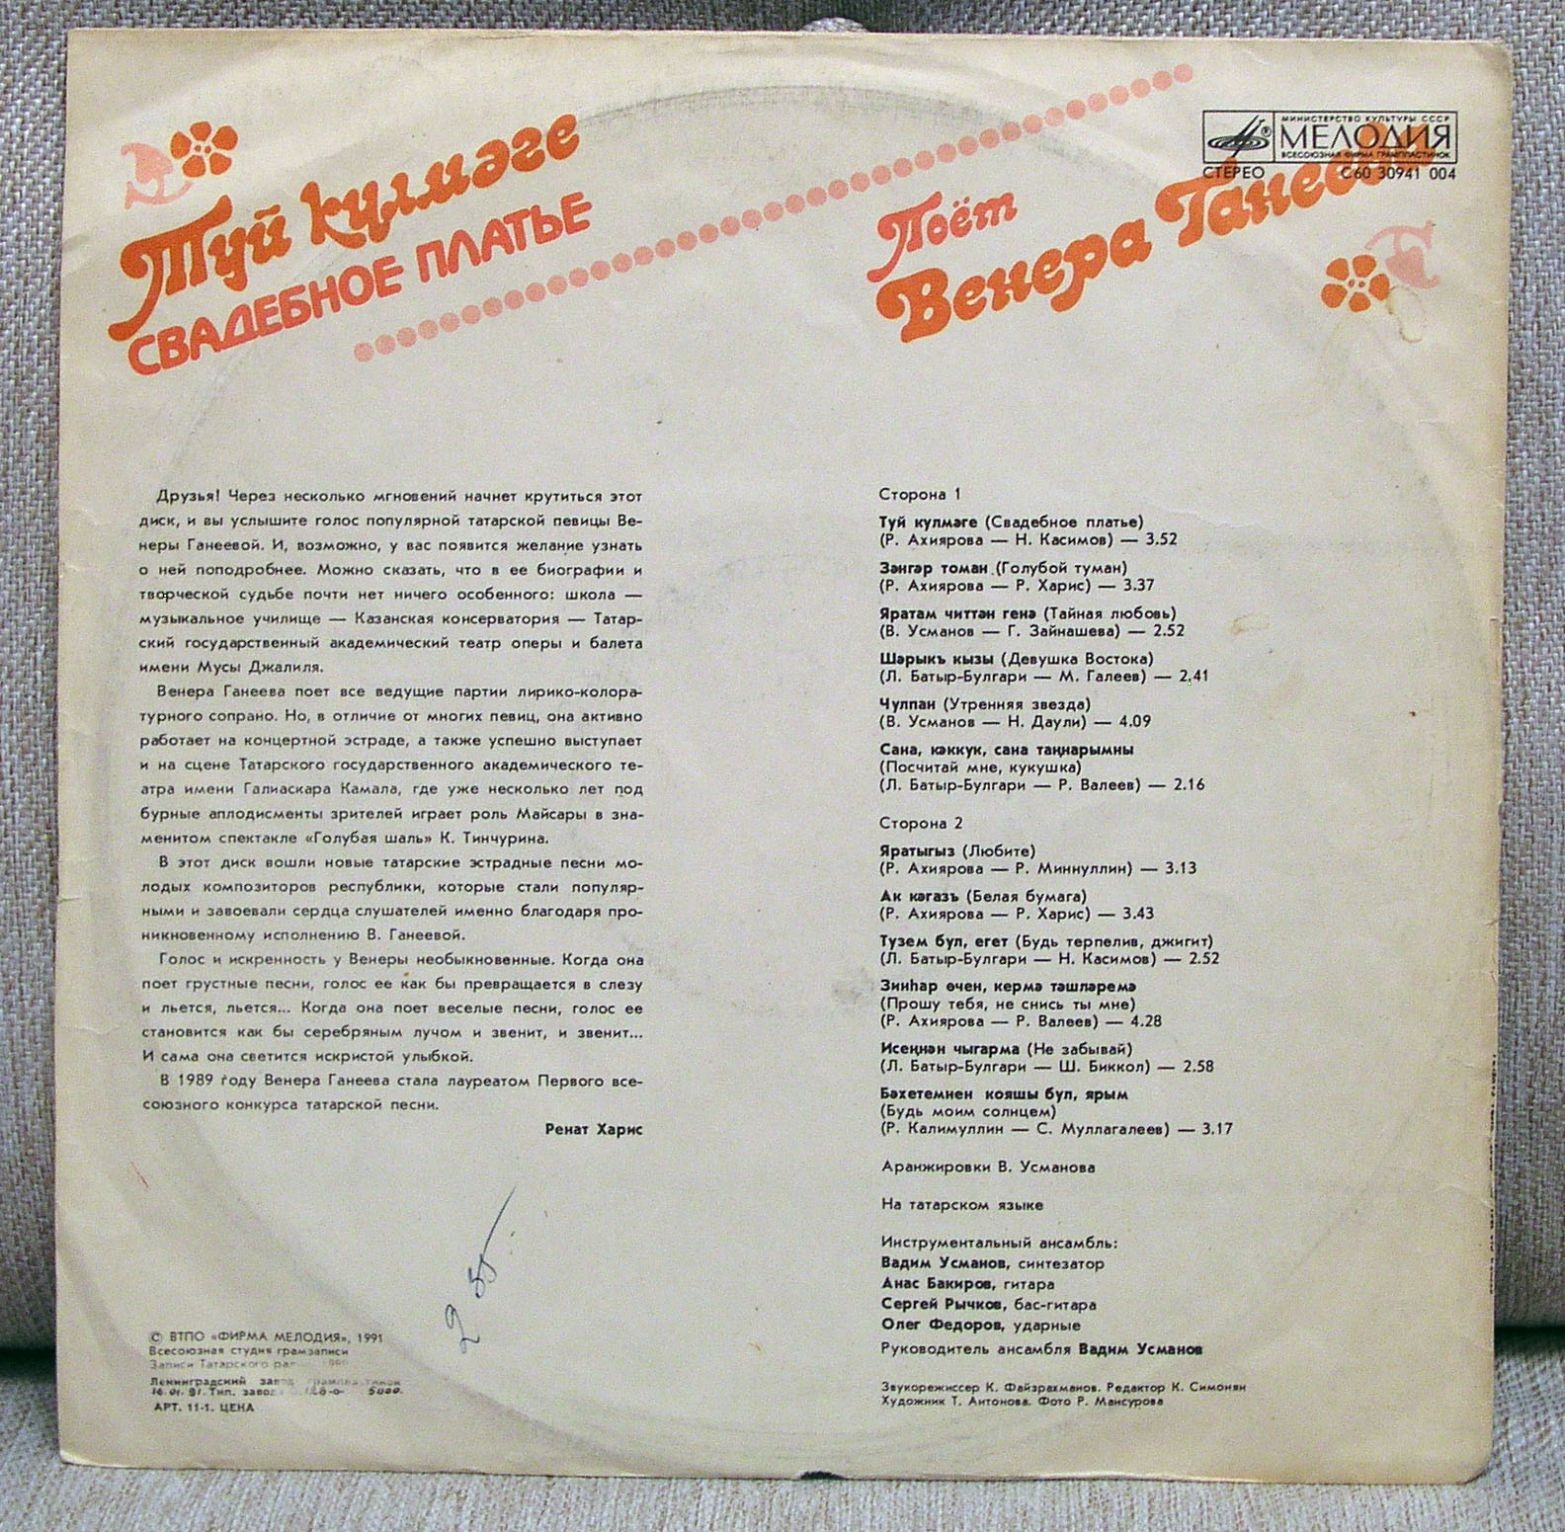 Туй кулмәге
СВАДЕБНОЕ ПЛАТЬЕ
Поёт
Венера Ганеева
МИНИСТЕРСТВО КУЛЬТУРЫ СССР
МЕЛОДИЯ
ВСЕСОЮЗНАЯ ФИРМА ГРАМПЛАСТИНОК
СТЕРЕО С60 30941 004
Друзья! Через несколько мгновений начнет крутиться этот
диск, и вы услышите голос популярной татарской певицы Ве-
неры Ганеевой. И, возможно, у вас появится желание узнать
о ней поподробнее. Можно сказать, что в ее биографии и
творческой судьбе почти нет ничего особенного: школа —
музыкальное училище — Казанская консерватория — Татар-
ский государственный академический театр оперы и балета
имени Мусы Джалиля.
Венера Ганеева поет все ведущие партии лирико-колора-
турного сопрано. Но, в отличие от многих певиц, она активно
работает на концертной эстраде, а также успешно выступает
и на сцене Татарского государственного академического те-
атра имени Галиаскара Камала, где уже несколько лет под
бурные аплодисменты зрителей играет роль Майсары в зна-
менитом спектакле «Голубая шаль» К. Тинчурина.
В этот диск вошли новые татарские эстрадные песни мо-
лодых композиторов республики, которые стали популяр-
ными и завоевали сердца слушателей именно благодаря про-
никновенному исполнению В. Ганеевой.
Голос и искренность у Венеры необыкновенные. Когда она
поет грустные песни, голос ее как бы превращается в слезу
и льется, льется... Когда она поет веселые песни, голос ее
становится как бы серебряным лучом и звенит, и звенит...
И сама она светится искристой улыбкой.
В 1989 году Венера Ганеева стала лауреатом Первого все-
союзного конкурса татарской песни.
Ренат Харис
2 55
© ВТПО «ФИРМА МЕЛОДИЯ», 1991
Всесоюзная студия грамзаписи
Записи Татарского
Ленинградский
16.01.91. Тип. 5000.
АРТ. 11-1. ЦЕНА
Сторона 1
Туй кулмәге (Свадебное платье)
(Р. Ахиярова — Н. Касимов) — 3.52
Зәнгәр томан (Голубой туман)
(Р. Ахиярова — Р. Харис) — 3.37
Яратам читтән генә (Тайная любовь)
(В. Усманов — Г. Зайнашева) — 2.52
Шәрыкъ кызы (Девушка Востока)
(Л. Батыр-Булгари — М. Галеев) — 2.41
Чулпан (Утренняя звезда)
(В. Усманов — Н. Даули) — 4.09
Сана, кәккук, сана таңнарымны
(Посчитай мне, кукушка)
(Л. Батыр-Булгари — Р. Валеев) — 2.16
Сторона 2
Яратыгыз (Любите)
(Р. Ахиярова — Р. Миннуллин) — 3.13
Ак кәгазь (Белая бумага)
(Р. Ахиярова — Р. Харис) — 3.43
Тузем бул, егет (Будь терпелив, джигит)
(Л. Батыр-Булгари — Н. Касимов) — 2.52
Зинһар өчен, кермә төшләремә
(Прошу тебя, не снись ты мне)
(Р. Ахиярова — Р. Валеев) — 4.28
Исеңнән чыгарма (Не забывай)
(Л. Батыр-Булгари — Ш. Биккол) — 2.58
Бәхетемнен кояшы бул, ярым
(Будь моим солнцем)
(Р. Калимуллин — С. Муллагалеев) — 3.17
Аранжировки В. Усманова
На татарском языке
Инструментальный ансамбль:
Вадим Усманов, синтезатор
Анас Бакиров, гитара
Сергей Рычков, бас-гитара
Олег Федоров, ударные
Руководитель ансамбля Вадим Усманов
Звукорежиссер К. Файзрахманов. Редактор К. Симонян
Художник Т. Антонова. Фото Р. Мансурова